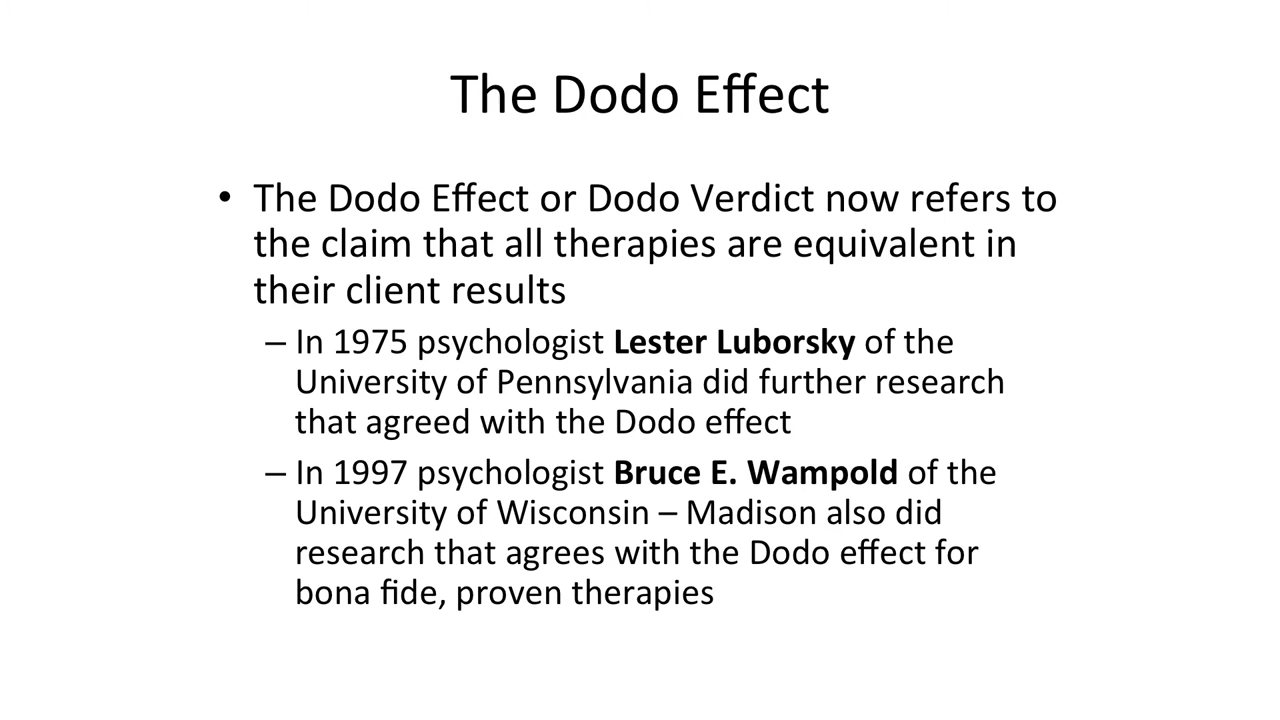 The Dodo Effect
• The Dodo Effect or Dodo Verdict now refers to
the claim that all therapies are equivalent in
their client results
– In 1975 psychologist Lester Luborsky of the
University of Pennsylvania did further research
that agreed with the Dodo effect
– In 1997 psychologist Bruce E. Wampold of the
University of Wisconsin – Madison also did
research that agrees with the Dodo effect for
bona fide, proven therapies